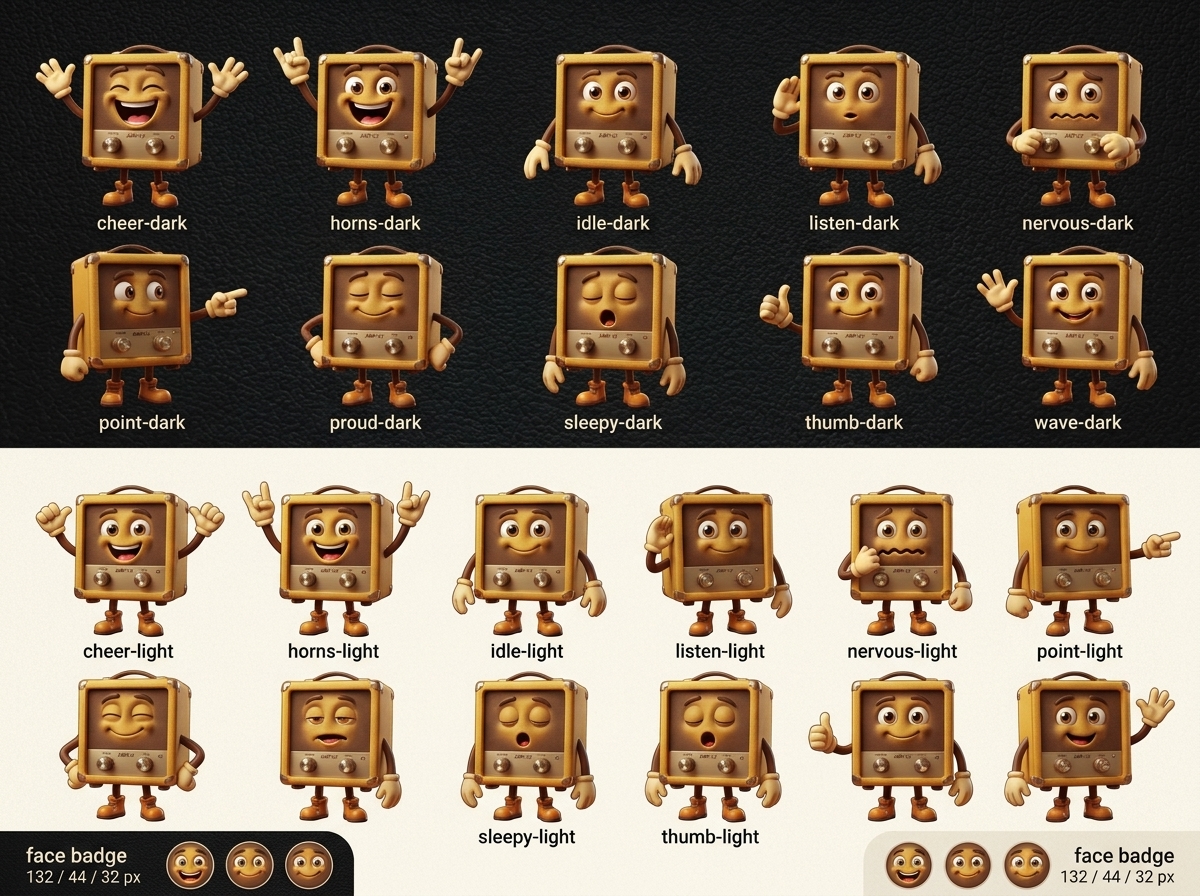 cheer-dark
horns-dark
idle-dark
listen-dark
nervous-dark
point-dark
proud-dark
sleepy-dark
thumb-dark
wave-dark
cheer-light
horns-light
idle-light
listen-light
nervous-light
point-light
sleepy-light
thumb-light
face badge
132 / 44 / 32 px
face badge
132 / 44 / 32 px